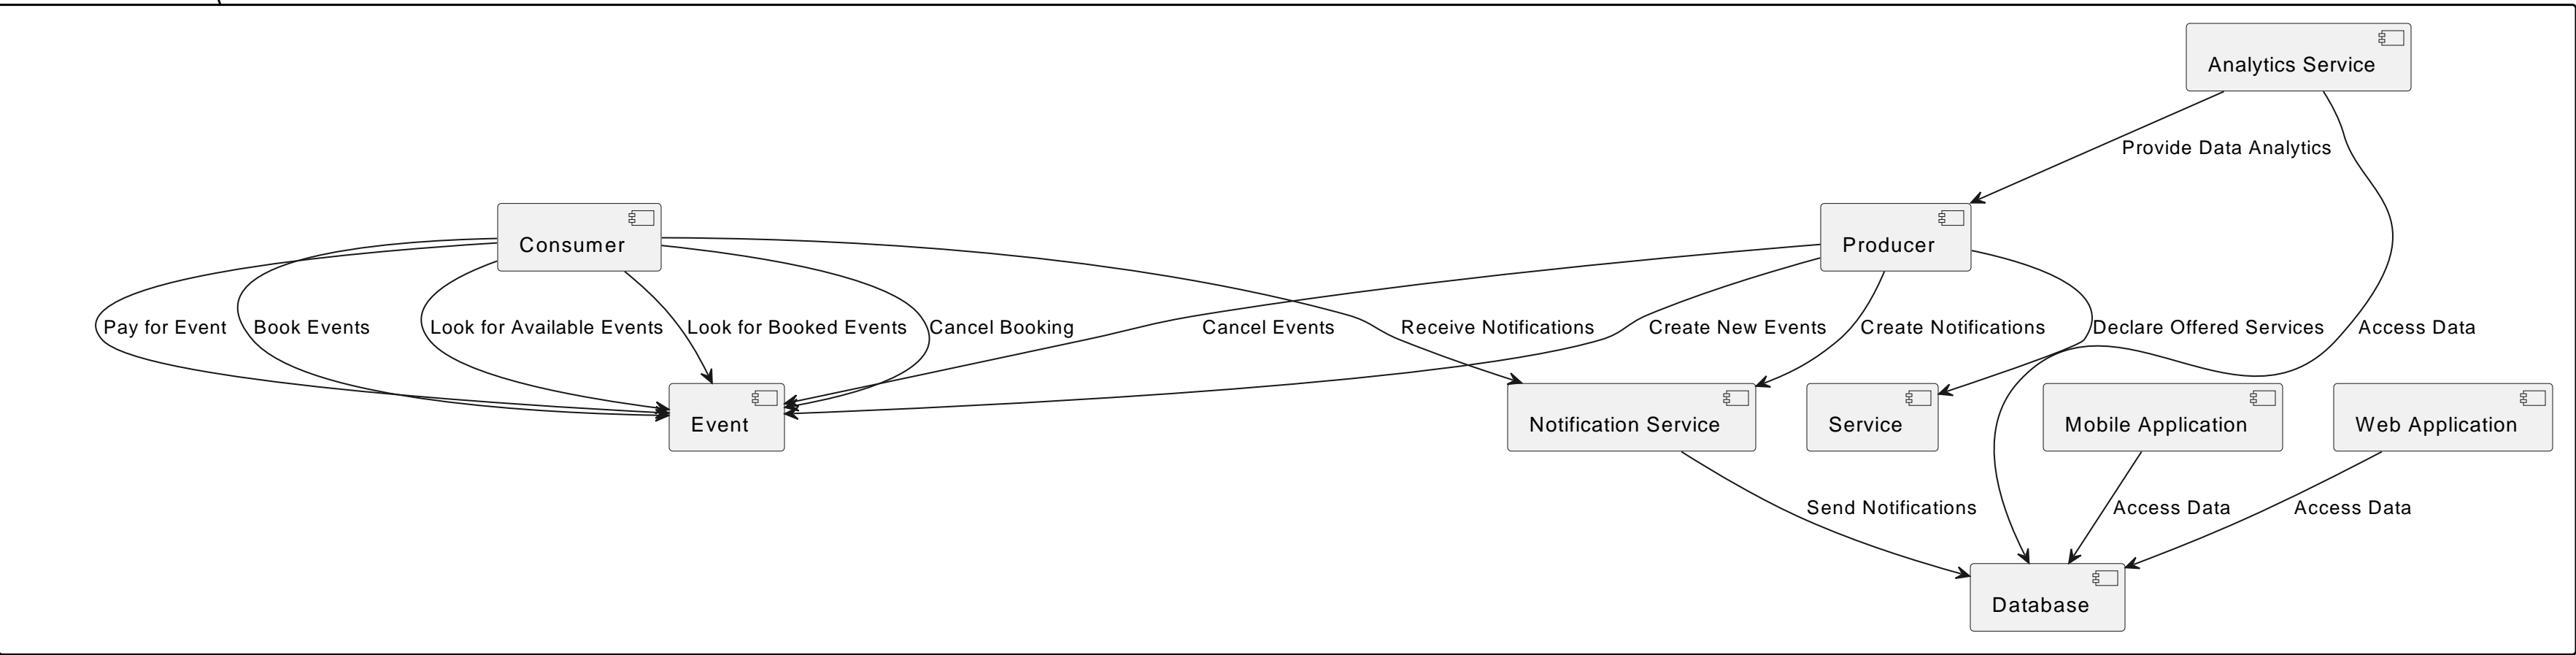 Analytics Service
Provide Data Analytics
Consumer
Producer
Pay for Event
Book Events
Look for Available Events
Look for Booked Events
Cancel Booking
Cancel Events
Receive Notifications
Create New Events
Create Notifications
Declare Offered Services
Access Data
Event
Notification Service
Service
Mobile Application
Web Application
Send Notifications
Access Data
Access Data
Database